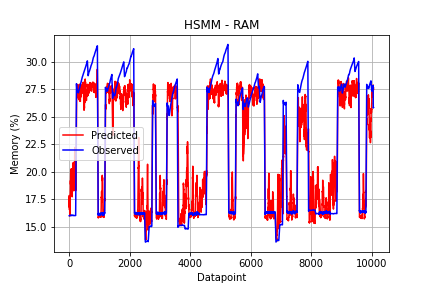 HSMM - RAM
Memory (%)
30.0
27.5
25.0
22.5
20.0
17.5
15.0
Predicted
Observed
0 2000 4000 6000 8000 10000
Datapoint